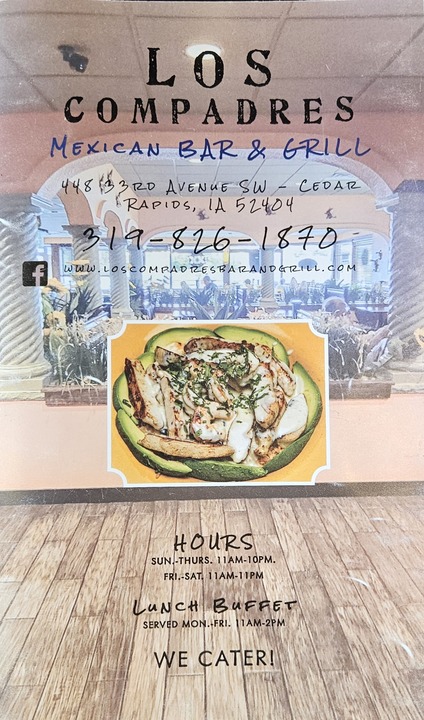 LOS
COMPADRES
MEXICAN BAR & GRILL
448 33RD AVENUE SW - CEDAR
RAPIDS, IA 52404
319-826-1870
f
WWW.LOSCOMPADRESBARANDGRILL.COM
HOURS
SUN.-THURS. 11AM-10PM.
FRI.-SAT. 11AM-11PM
LUNCH BUFFET
SERVED MON.-FRI. 11AM-2PM
WE CATER!